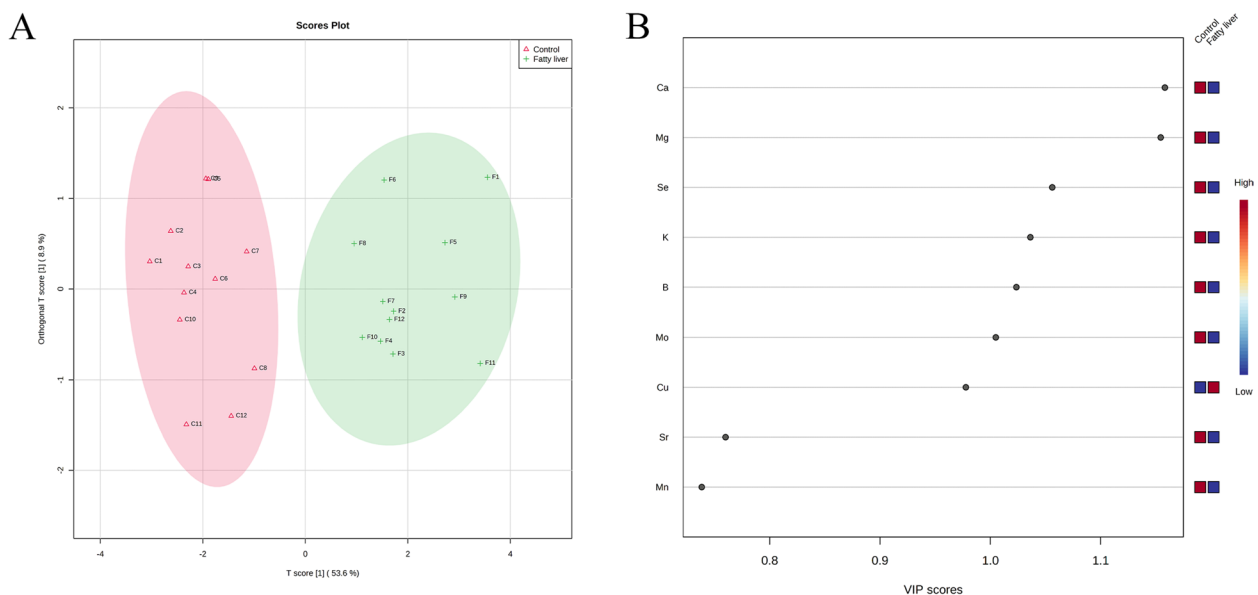 A
Scores Plot
Control
Fatty liver
2
1
0
-1
-2
Orthogonal T score [1] ( 8.9 %)
C5
C2
C7
C1
C3
C6
C4
C10
C8
C12
C11
F6
F1
F8
F5
F7
F9
F2
F12
F10
F4
F3
F11
-4
-2
0
2
4
T score [1] ( 53.6 %)
B
Control
Fatty liver
Ca
Mg
Se
K
B
Mo
Cu
Sr
Mn
High
Low
0.8
0.9
1.0
1.1
VIP scores